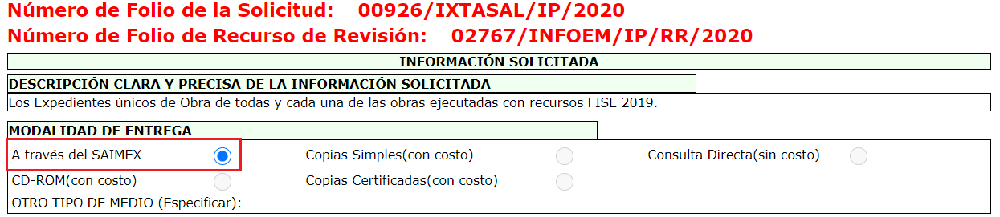 Número de Folio de la Solicitud: 00926/IXTASAL/IP/2020
Número de Folio de Recurso de Revisión: 02767/INFOEM/IP/RR/2020
INFORMACIÓN SOLICITADA
DESCRIPCIÓN CLARA Y PRECISA DE LA INFORMACIÓN SOLICITADA
Los Expedientes únicos de Obra de todas y cada una de las obras ejecutadas con recursos FISE 2019.
MODALIDAD DE ENTREGA
A través del SAIMEX Copias Simples(con costo) Consulta Directa(sin costo)
CD-ROM(con costo) Copias Certificadas(con costo)
OTRO TIPO DE MEDIO (Especificar):